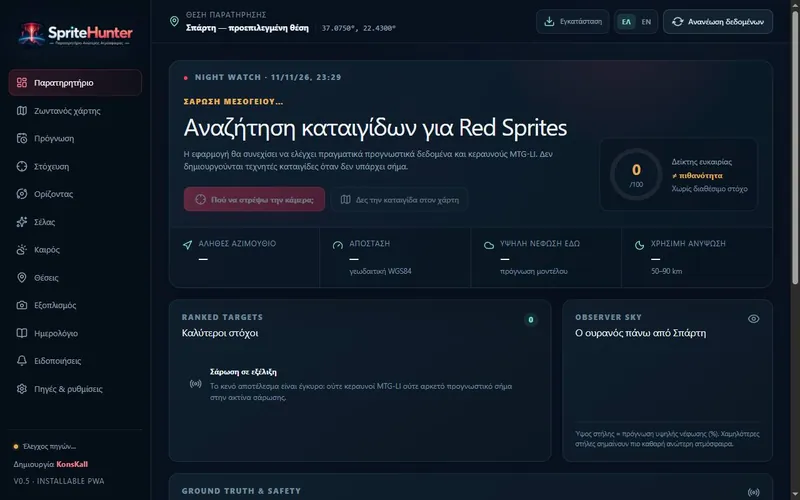 SpriteHunter
Παρατηρητήριο
Ζωντανός χάρτης
Πρόγνωση
Στόχευση
Ορίζοντας
Σέλας
Καιρός
Θέσεις
Εξοπλισμός
Ημερολόγιο
Ειδοποιήσεις
Πηγές & ρυθμίσεις
Έλεγχος πηγών...
Δημιουργία KonsKall
V0.5 · INSTALLABLE PWA
ΘΕΣΗ ΠΑΡΑΤΗΡΗΣΗΣ
Σπάρτη — προεπιλεγμένη θέση 37.0750°, 22.4300°
Εγκατάσταση
ΕΛ EN
Ανανέωση δεδομένων
NIGHT WATCH · 11/11/26, 23:29
ΣΑΡΩΣΗ ΜΕΣΟΓΕΙΟΥ...
Αναζήτηση καταιγίδων για Red Sprites
Η εφαρμογή θα συνεχίσει να ελέγχει πραγματικά προγνωστικά δεδομένα και κεραυνούς MTG-LI. Δεν
δημιουργούνται τεχνητές καταιγίδες όταν δεν υπάρχει σήμα.
Πού να στρέψω την κάμερα;
Δες την καταιγίδα στον χάρτη
0
/100
Δείκτης ευκαιρίας
≠ πιθανότητα
Χωρίς διαθέσιμο στόχο
ΑΛΗΘΕΣ ΑΖΙΜΟΥΘΙΟ
—
ΑΠΟΣΤΑΣΗ
—
γεωδαιτική WGS84
ΥΨΗΛΗ ΝΕΦΩΣΗ ΕΔΩ
—
πρόγνωση μοντέλου
ΧΡΗΣΙΜΗ ΑΝΥΨΩΣΗ
—
50–90 km
RANKED TARGETS
Καλύτεροι στόχοι
0
Σάρωση σε εξέλιξη
Το κενό αποτέλεσμα είναι έγκυρο: ούτε κεραυνοί MTG-LI ούτε αρκετό προγνωστικό σήμα
στην ακτίνα σάρωσης.
OBSERVER SKY
Ο ουρανός πάνω από Σπάρτη
Ύψος στήλης = πρόγνωση υψηλής νέφωσης (%). Χαμηλότερες
στήλες σημαίνουν πιο καθαρή ανώτερη ατμόσφαιρα.
GROUND TRUTH & SAFETY